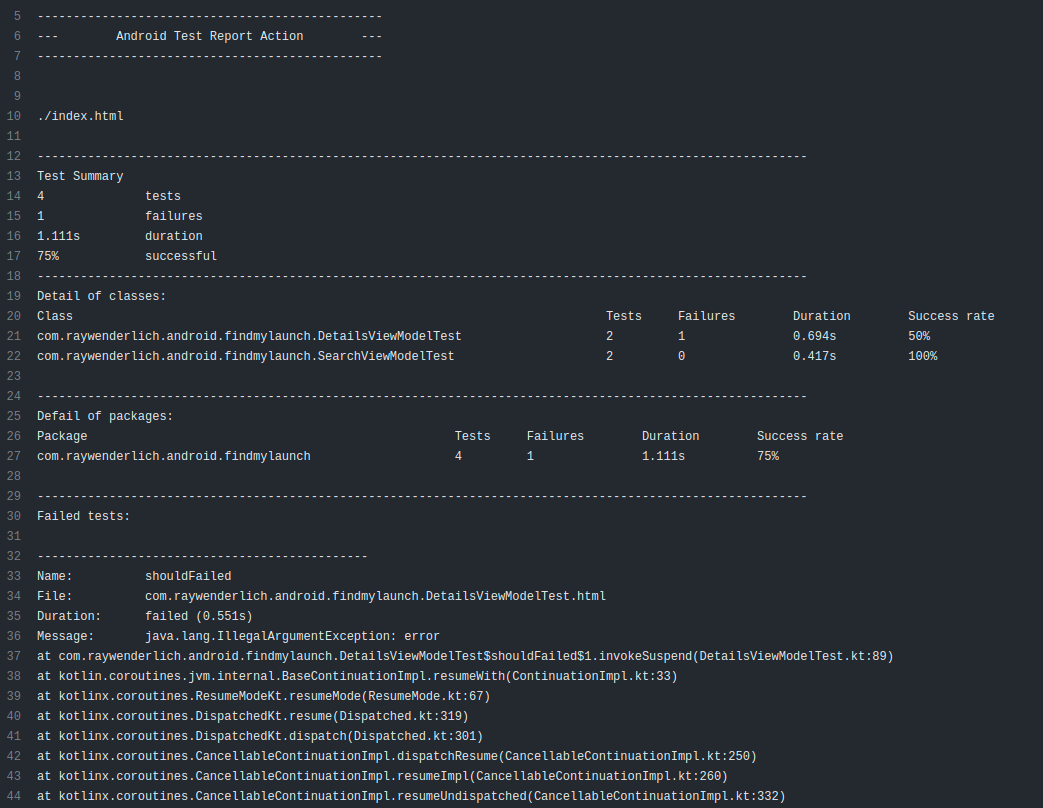 5 ------------------------------------------------
6 ---        Android Test Report Action        ---
7 ------------------------------------------------
8
9
10 ./index.html
11
12 -----------------------------------------------------------------------------------------------------------
13 Test Summary
14 4              tests
15 1              failures
16 1.111s         duration
17 75%            successful
18 -----------------------------------------------------------------------------------------------------------
19 Detail of classes:
20 Class                                                                          Tests     Failures        Duration        Success rate
21 com.raywenderlich.android.findmylaunch.DetailsViewModelTest                    2         1               0.694s          50%
22 com.raywenderlich.android.findmylaunch.SearchViewModelTest                     2         0               0.417s          100%
23
24 -----------------------------------------------------------------------------------------------------------
25 Defail of packages:
26 Package                                                   Tests     Failures        Duration        Success rate
27 com.raywenderlich.android.findmylaunch                    4         1               1.111s          75%
28
29 -----------------------------------------------------------------------------------------------------------
30 Failed tests:
31
32 ----------------------------------------------
33 Name:          shouldFailed
34 File:          com.raywenderlich.android.findmylaunch.DetailsViewModelTest.html
35 Duration:      failed (0.551s)
36 Message:       java.lang.IllegalArgumentException: error
37 at com.raywenderlich.android.findmylaunch.DetailsViewModelTest$shouldFailed$1.invokeSuspend(DetailsViewModelTest.kt:89)
38 at kotlin.coroutines.jvm.internal.BaseContinuationImpl.resumeWith(ContinuationImpl.kt:33)
39 at kotlinx.coroutines.ResumeModeKt.resumeMode(ResumeMode.kt:67)
40 at kotlinx.coroutines.DispatchedKt.resume(Dispatched.kt:319)
41 at kotlinx.coroutines.DispatchedKt.dispatch(Dispatched.kt:301)
42 at kotlinx.coroutines.CancellableContinuationImpl.dispatchResume(CancellableContinuationImpl.kt:250)
43 at kotlinx.coroutines.CancellableContinuationImpl.resumeImpl(CancellableContinuationImpl.kt:260)
44 at kotlinx.coroutines.CancellableContinuationImpl.resumeUndispatched(CancellableContinuationImpl.kt:332)